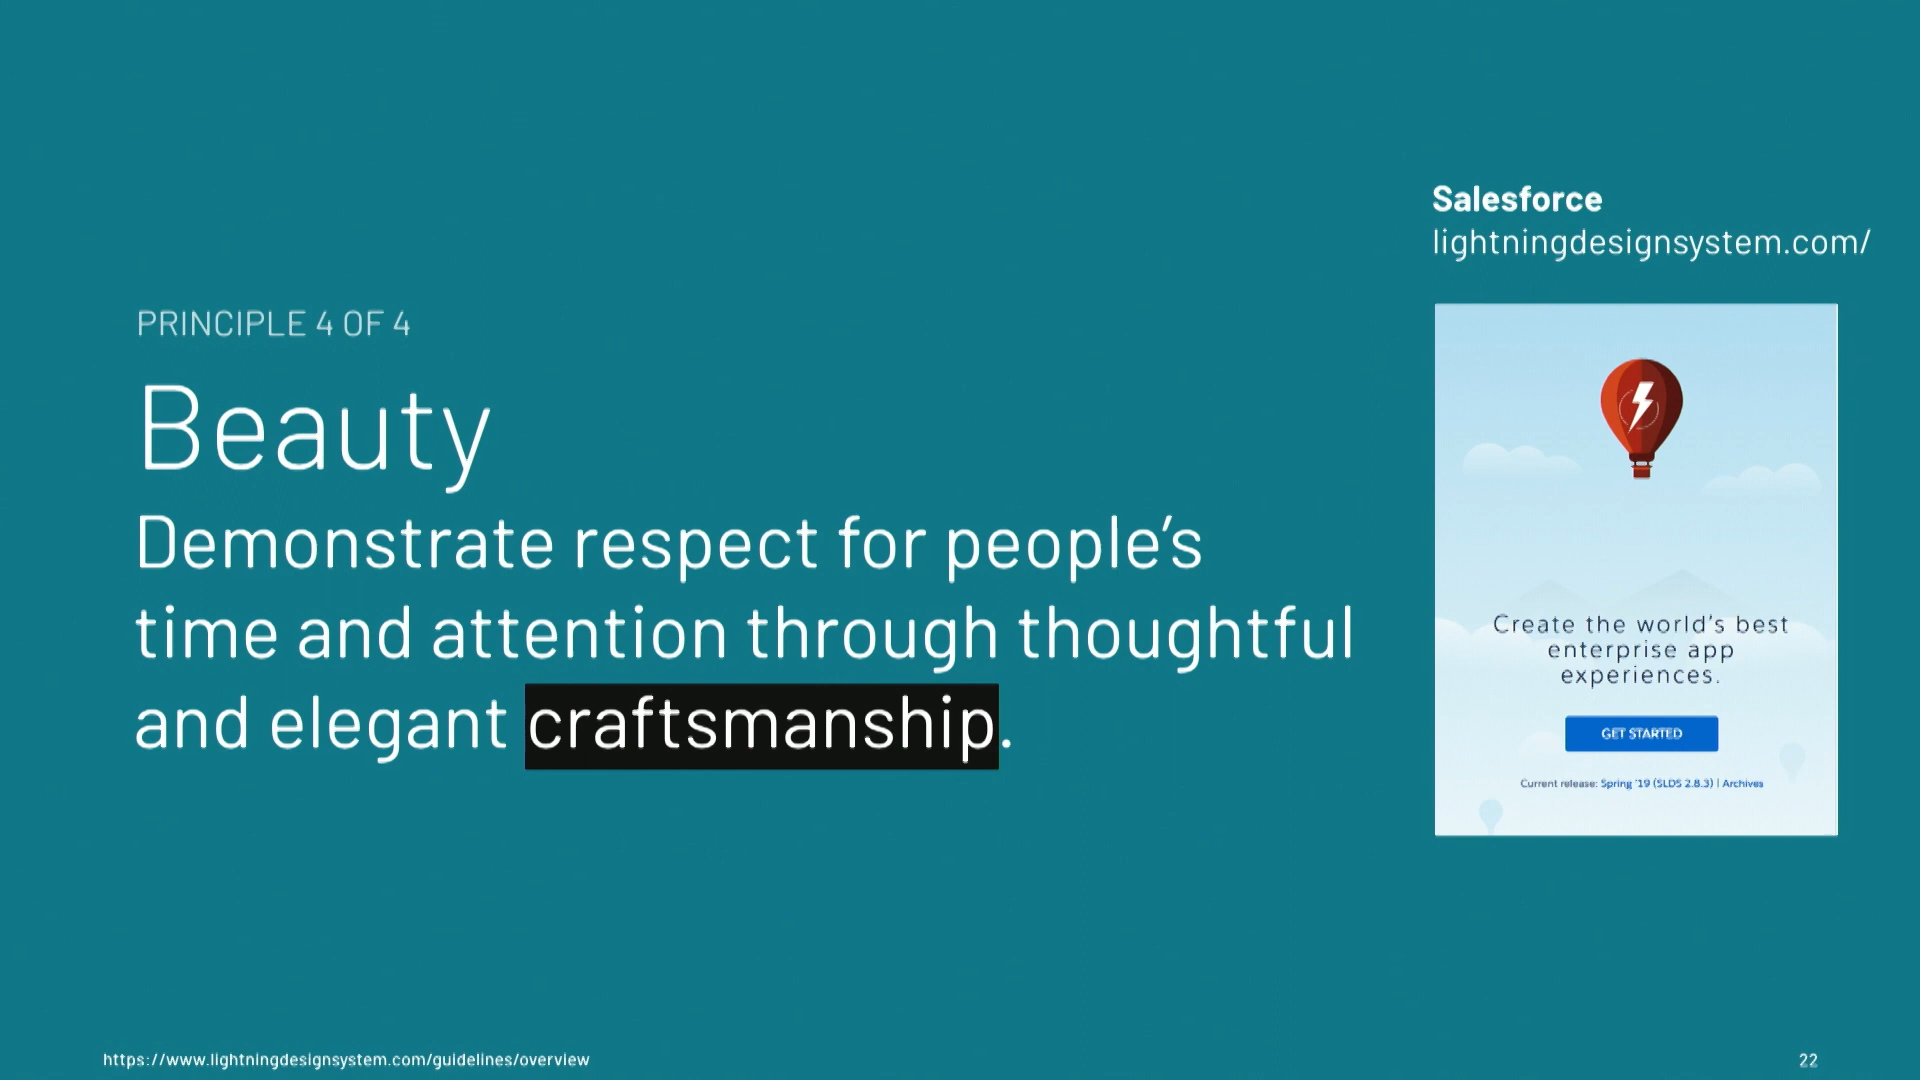 Salesforce
lightningdesignsystem.com/
PRINCIPLE 4 OF 4
Beauty
Demonstrate respect for people’s
time and attention through thoughtful
and elegant craftsmanship.
Create the world’s best
enterprise app
experiences.
GET STARTED
Current release: Spring ’19 (SLDS 2.8.3) | Archives
https://www.lightningdesignsystem.com/guidelines/overview
22